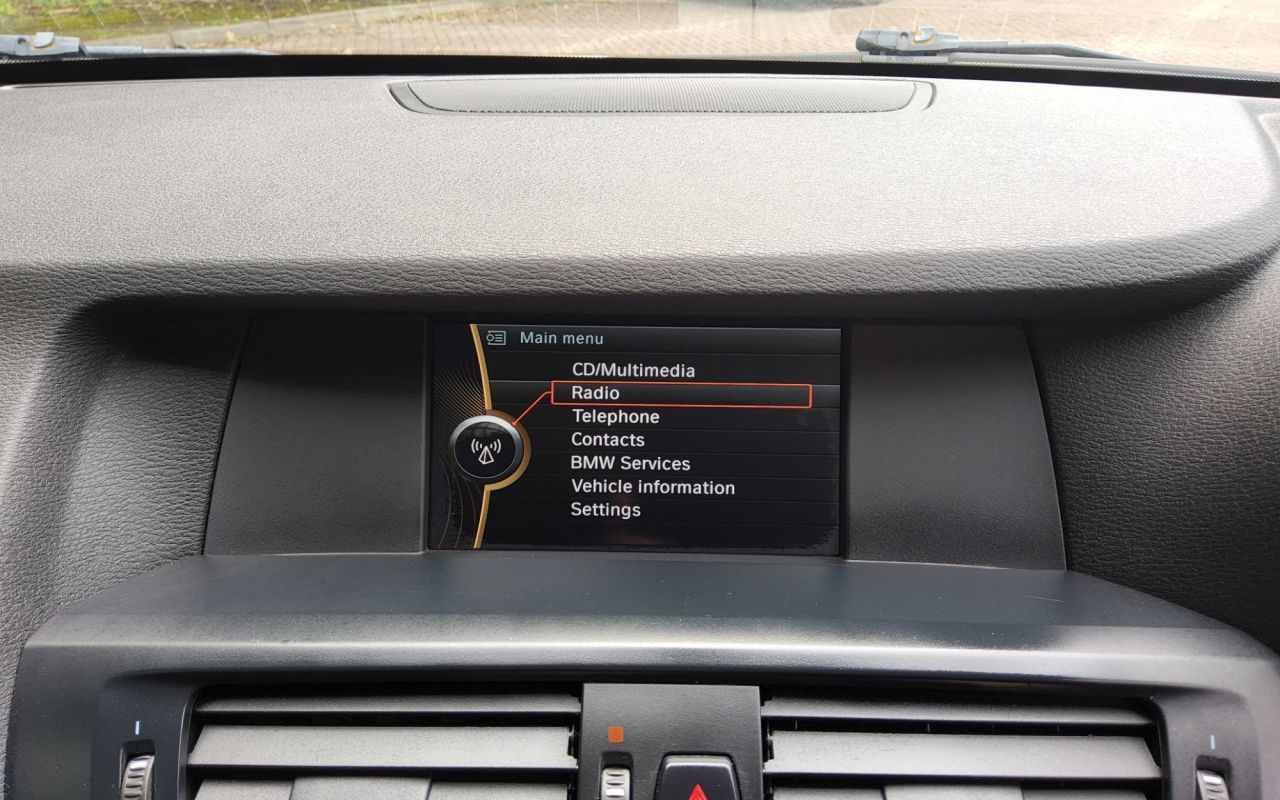 Main menu
CD/Multimedia
Radio
Telephone
Contacts
BMW Services
Vehicle information
Settings